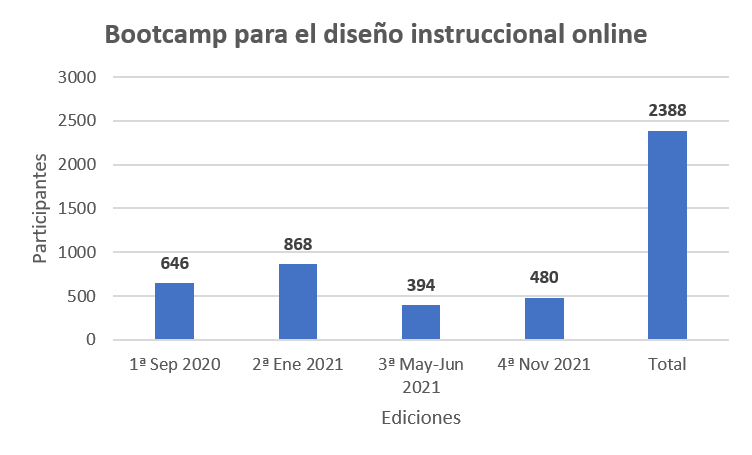 Bootcamp para el diseño instruccional online
3000
2500
2000
1500
1000
500
0
Participantes
646
868
394
480
2388
1ª Sep 2020
2ª Ene 2021
3ª May-Jun
2021
4ª Nov 2021
Total
Ediciones